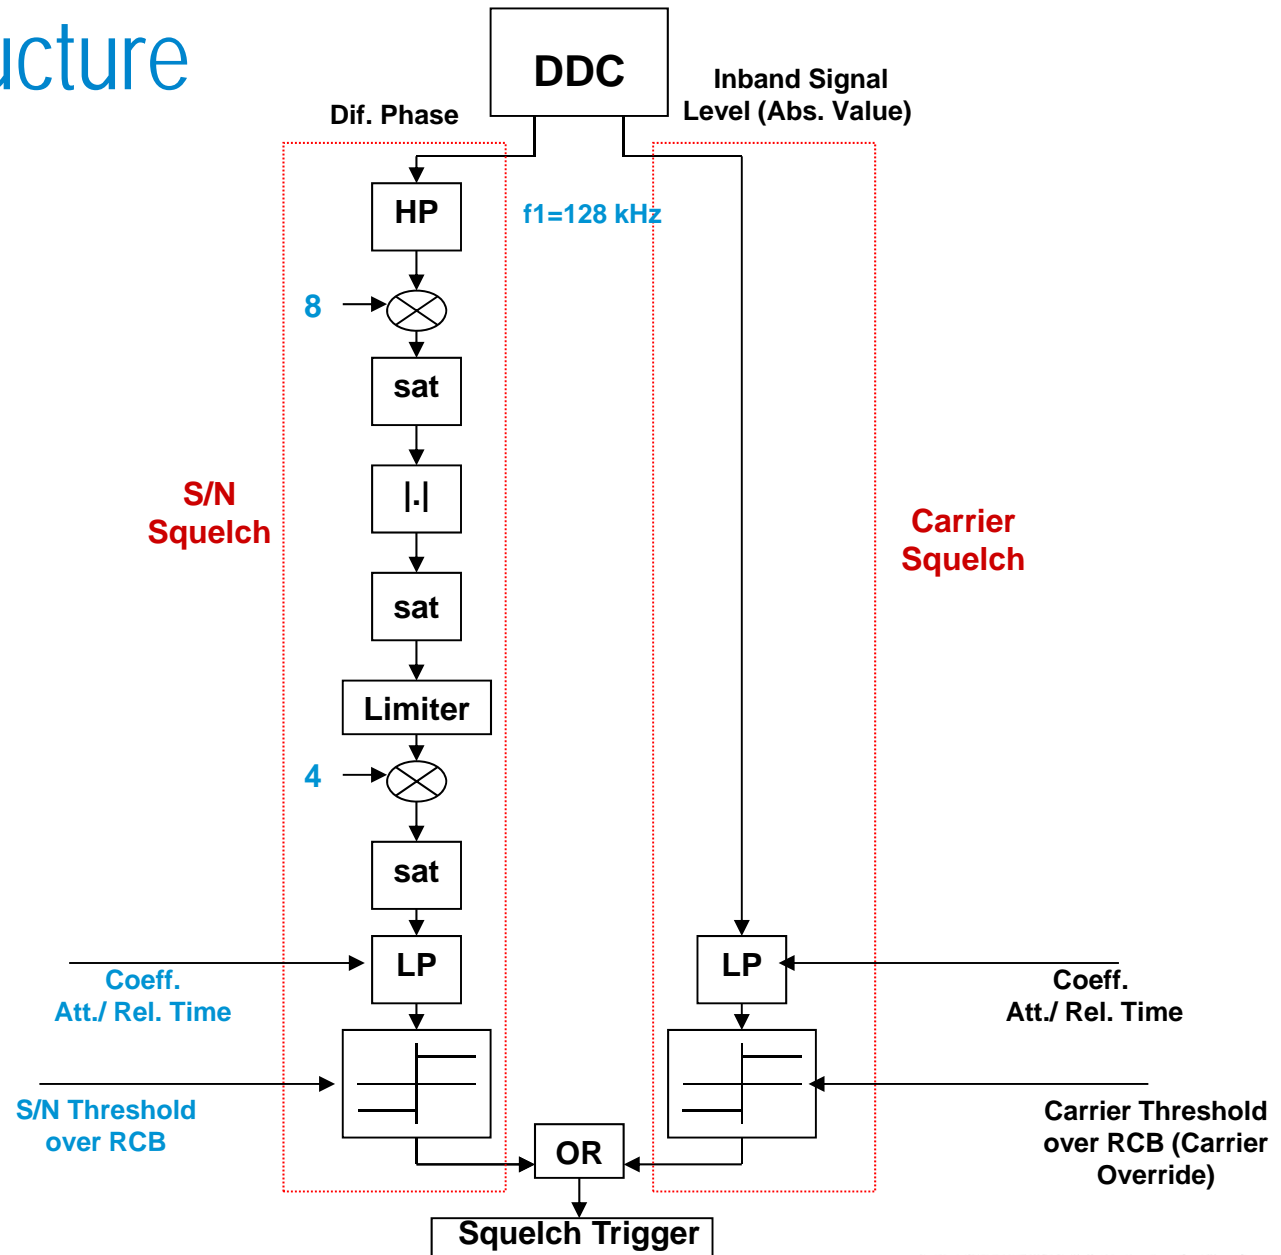 ucture
DDC
Dif. Phase
Inband Signal
Level (Abs. Value)
HP
f1=128 kHz
8
sat
|.|
S/N
Squelch
Carrier
Squelch
sat
Limiter
4
sat
LP
LP
Coeff.
Att./ Rel. Time
Coeff.
Att./ Rel. Time
S/N Threshold
over RCB
Carrier Threshold
over RCB (Carrier
Override)
OR
Squelch Trigger